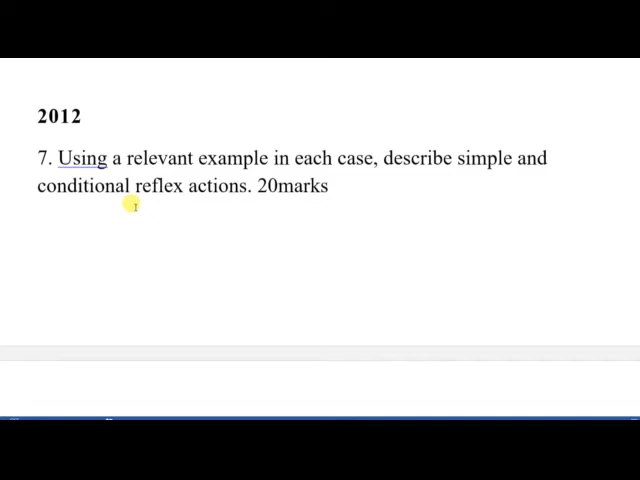 2012
7. Using a relevant example in each case, describe simple and
conditional reflex actions. 20marks